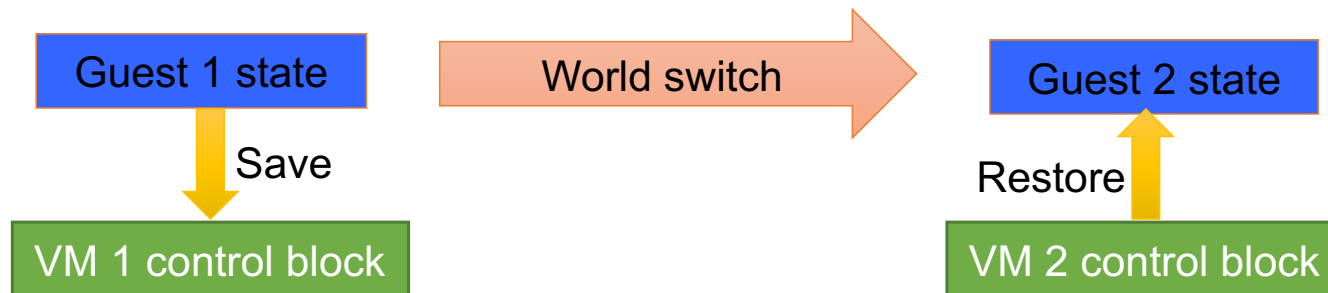 Guest 1 state
World switch
Guest 2 state
Save
Restore
VM 1 control block
VM 2 control block